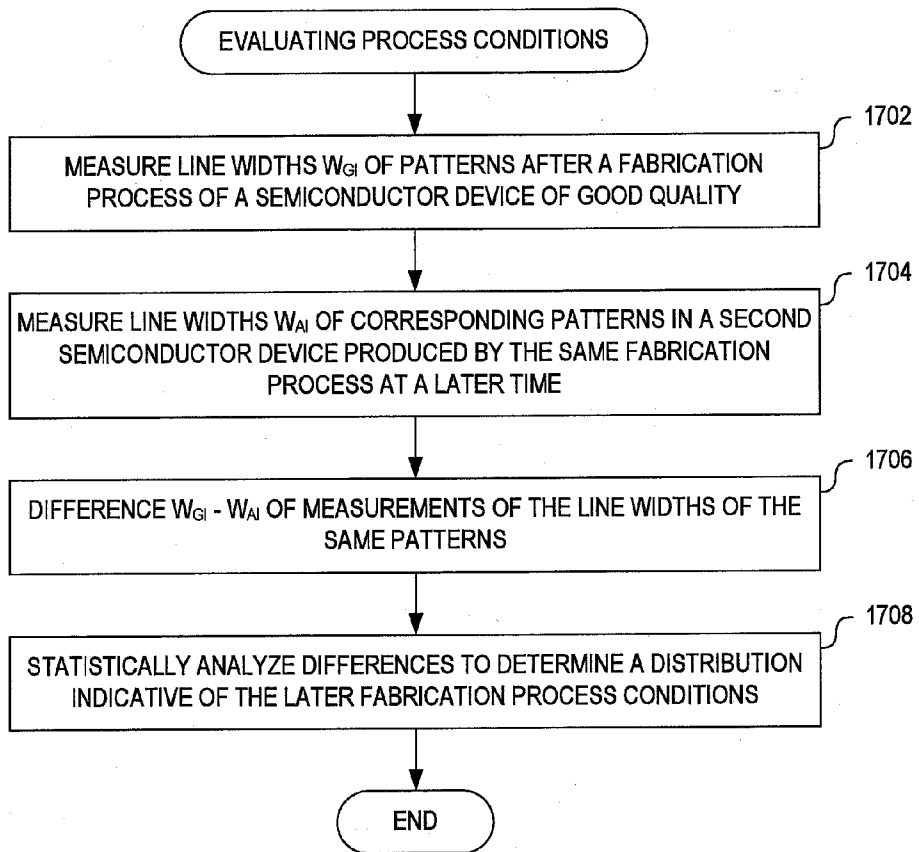 EVALUATING PROCESS CONDITIONS
1702
MEASURE LINE WIDTHS WGI OF PATTERNS AFTER A FABRICATION
PROCESS OF A SEMICONDUCTOR DEVICE OF GOOD QUALITY
1704
MEASURE LINE WIDTHS WAI OF CORRESPONDING PATTERNS IN A SECOND
SEMICONDUCTOR DEVICE PRODUCED BY THE SAME FABRICATION
PROCESS AT A LATER TIME
1706
DIFFERENCE WGI - WAI OF MEASUREMENTS OF THE LINE WIDTHS OF THE
SAME PATTERNS
1708
STATISTICALLY ANALYZE DIFFERENCES TO DETERMINE A DISTRIBUTION
INDICATIVE OF THE LATER FABRICATION PROCESS CONDITIONS
END